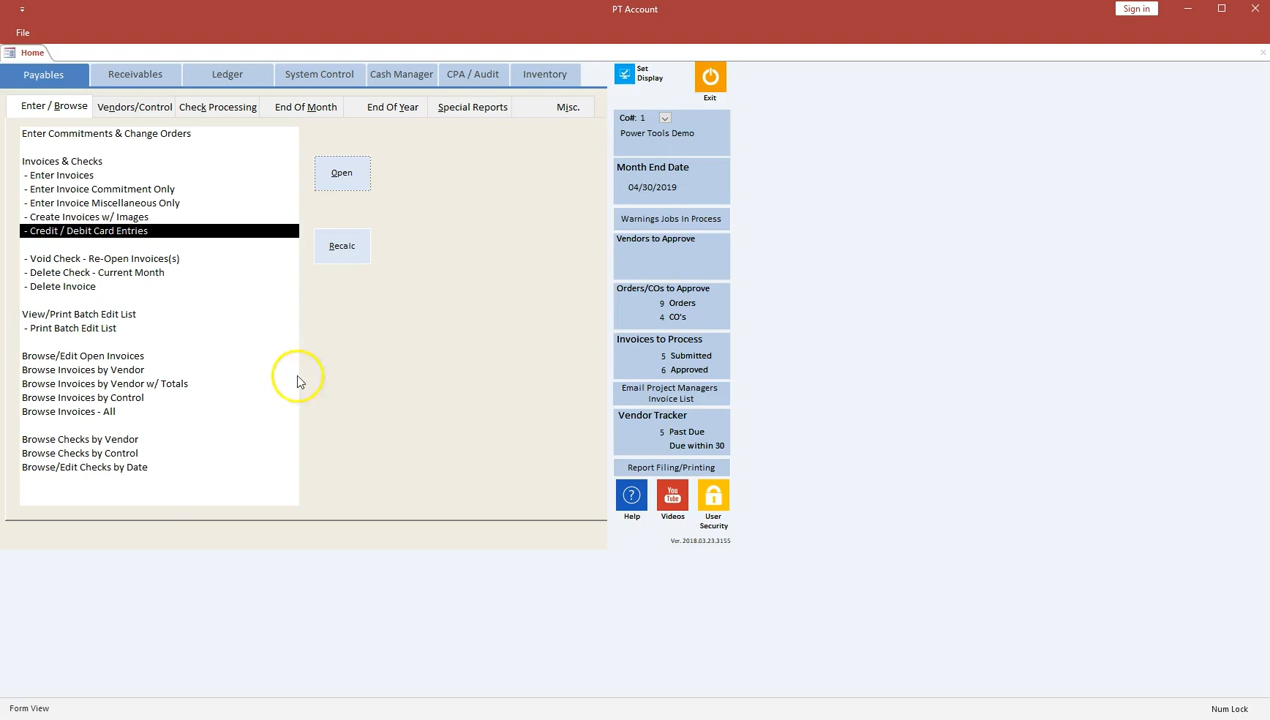 PT Account
Sign in
File
Home
Payables
Receivables
Ledger
System Control
Cash Manager
CPA / Audit
Inventory
Set
Display
Exit
Enter / Browse
Vendors/Control
Check Processing
End Of Month
End Of Year
Special Reports
Misc.
Enter Commitments & Change Orders
Invoices & Checks
- Enter Invoices
- Enter Invoice Commitment Only
- Enter Invoice Miscellaneous Only
- Create Invoices w/ Images
- Credit / Debit Card Entries
- Void Check - Re-Open Invoices(s)
- Delete Check - Current Month
- Delete Invoice
View/Print Batch Edit List
- Print Batch Edit List
Browse/Edit Open Invoices
Browse Invoices by Vendor
Browse Invoices by Vendor w/ Totals
Browse Invoices by Control
Browse Invoices - All
Browse Checks by Vendor
Browse Checks by Control
Browse/Edit Checks by Date
Open
Recalc
Co#: 1
Power Tools Demo
Month End Date
04/30/2019
Warnings Jobs In Process
Vendors to Approve
Orders/COs to Approve
9 Orders
4 CO's
Invoices to Process
5 Submitted
6 Approved
Email Project Managers
Invoice List
Vendor Tracker
5 Past Due
Due within 30
Report Filing/Printing
?
You
Tube
Help
Videos
User
Security
Ver. 2018.03.23.3155
Form View
Num Lock